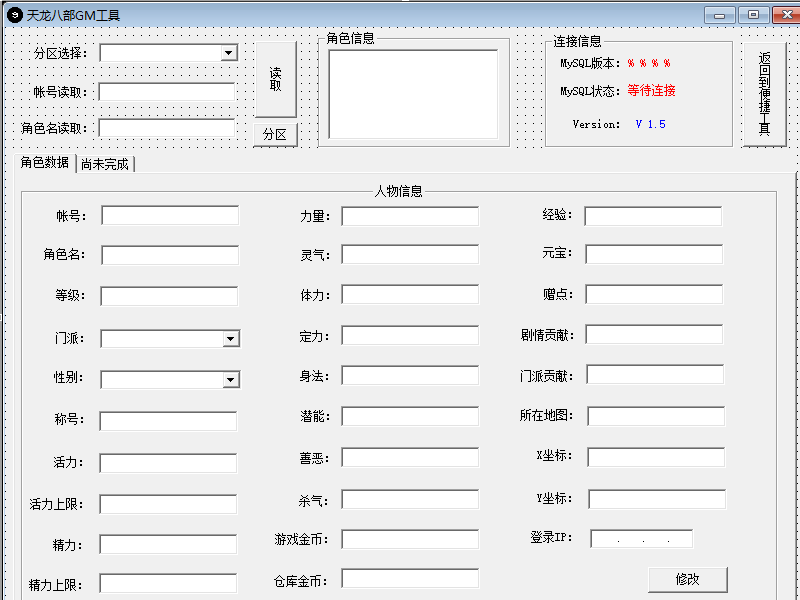 天龙八部GM工具
分区选择：
帐号读取：
角色名读取：
读取
分区
角色信息
连接信息
MySQL版本：％％％％
MySQL状态：等待连接
Version： V 1.5
返回到便捷工具
角色数据 尚未完成
人物信息
帐号： 力量： 经验：
角色名： 灵气： 元宝：
等级： 体力： 赠点：
门派： 定力： 剧情贡献：
性别： 身法： 门派贡献：
称号： 潜能： 所在地图：
活力： 善恶： X坐标：
活力上限： 杀气： Y坐标：
精力： 游戏金币： 登录IP： . . .
精力上限： 仓库金币： 修改